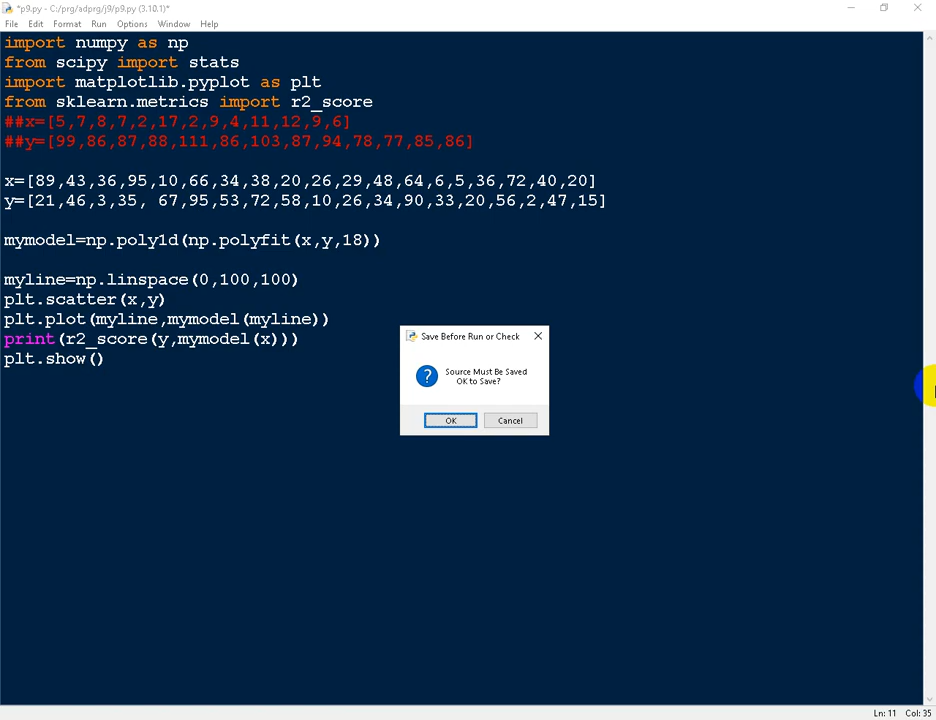 *p9.py - C:/prg/adprg/j9/p9.py (3.10.1)*
File Edit Format Run Options Window Help
import numpy as np
from scipy import stats
import matplotlib.pyplot as plt
from sklearn.metrics import r2_score
##x=[5,7,8,7,2,17,2,9,4,11,12,9,6]
##y=[99,86,87,88,111,86,103,87,94,78,77,85,86]
x=[89,43,36,95,10,66,34,38,20,26,29,48,64,6,5,36,72,40,20]
y=[21,46,3,35, 67,95,53,72,58,10,26,34,90,33,20,56,2,47,15]
mymodel=np.poly1d(np.polyfit(x,y,18))
myline=np.linspace(0,100,100)
plt.scatter(x,y)
plt.plot(myline,mymodel(myline))
print(r2_score(y,mymodel(x)))
plt.show()
Save Before Run or Check
Source Must Be Saved
OK to Save?
OK Cancel
Ln: 11 Col: 35